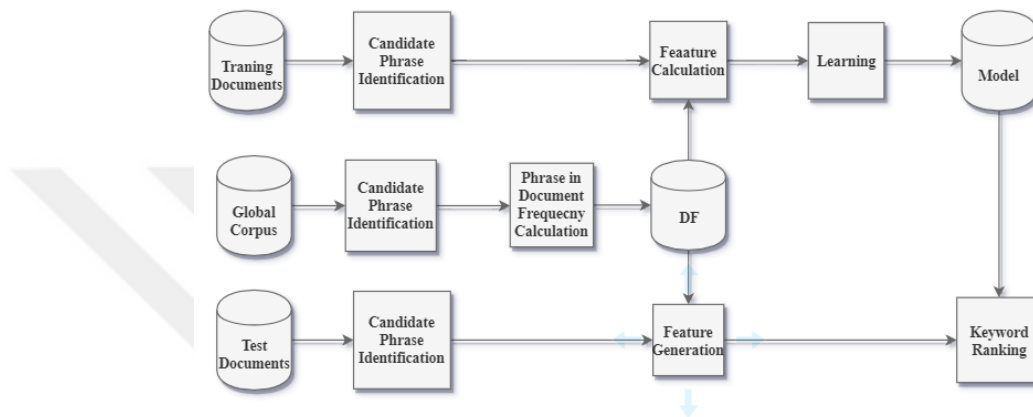 Traning
Documents
Candidate
Phrase
Identification
Feaature
Calculation
Learning
Model
Global
Corpus
Candidate
Phrase
Identification
Phrase in
Document
Frequecny
Calculation
DF
Test
Documents
Candidate
Phrase
Identification
Feature
Generation
Keyword
Ranking